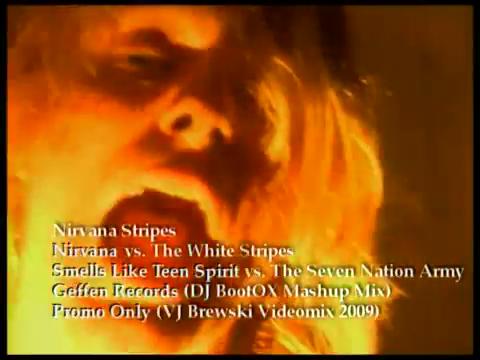 Nirvana Stripes
Nirvana vs. The White Stripes
Smells Like Teen Spirit vs. The Seven Nation Army
Geffen Records (DJ BootOX Mashup Mix)
Promo Only (VJ Brewski Videomix 2009)